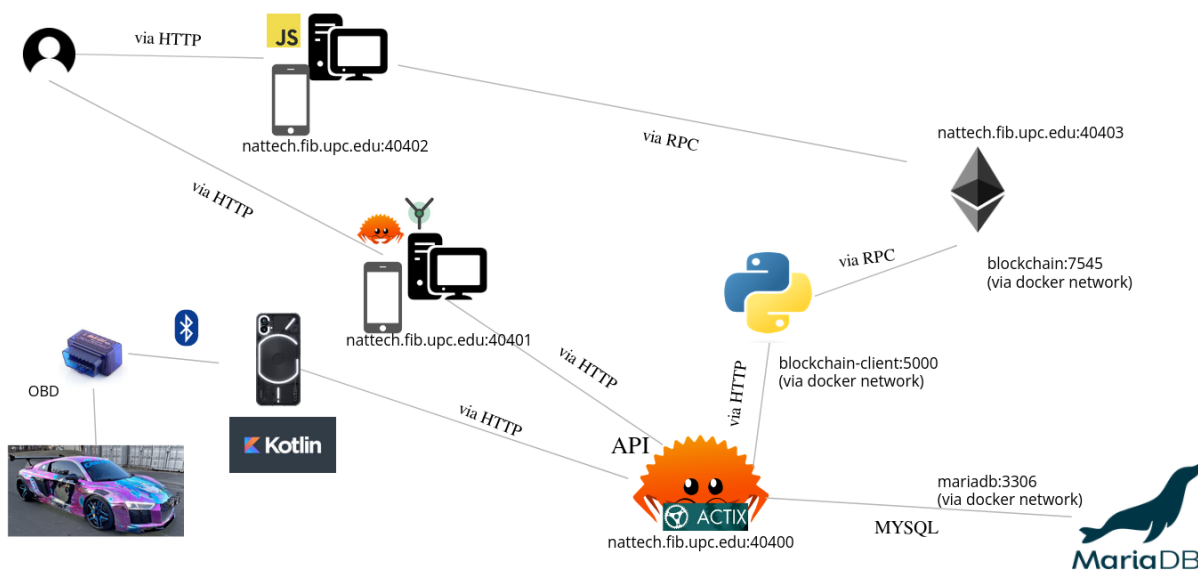 via HTTP
JS
nattech.fib.upc.edu:40402
via RPC
nattech.fib.upc.edu:40403
via HTTP
via RPC
blockchain:7545
(via docker network)
nattech.fib.upc.edu:40401
via HTTP
blockchain-client:5000
(via docker network)
via HTTP
OBD
via HTTP
Kotlin
API
mariadb:3306
(via docker network)
ACTIX
MYSQL
nattech.fib.upc.edu:40400
MariaDB